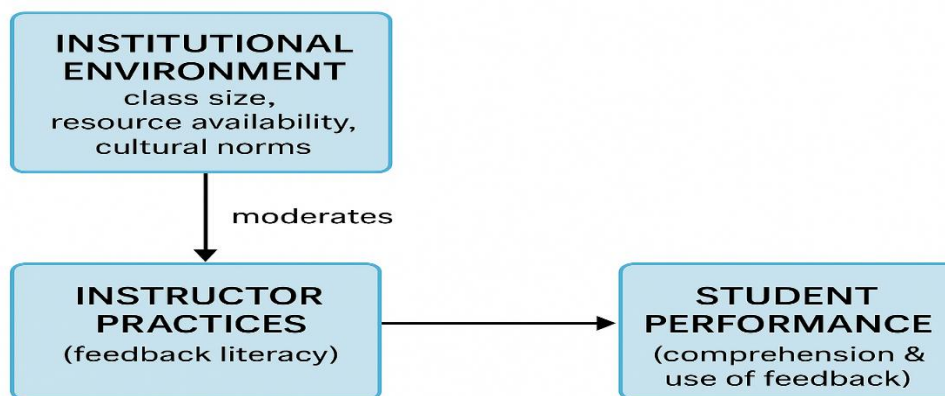 INSTITUTIONAL
ENVIRONMENT
class size,
resource availability,
cultural norms
moderates
INSTRUCTOR
PRACTICES
(feedback literacy)
STUDENT
PERFORMANCE
(comprehension &
use of feedback)